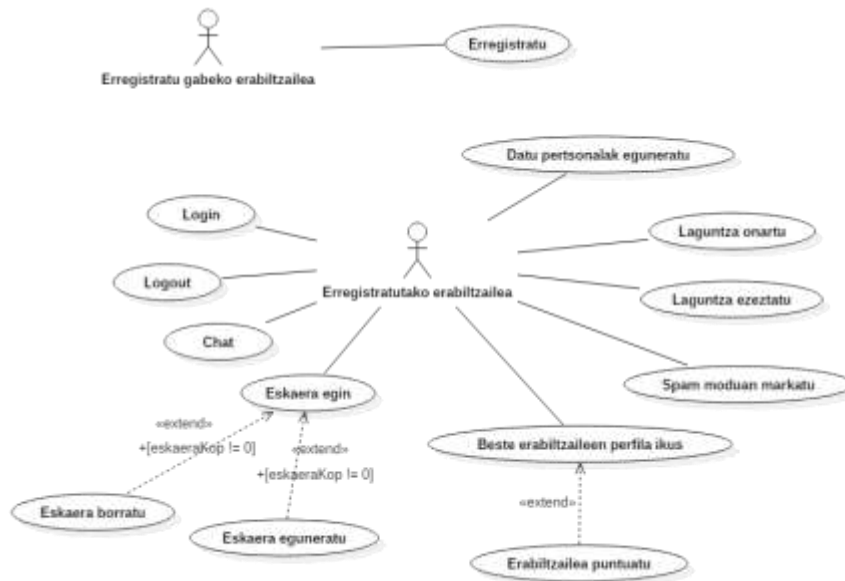 Erregistratu
Erregistratu gabeko erabiltzailea
Datu pertsonalak eguneratu
Login
Laguntza onartu
Logout
Erregistratutako erabiltzailea
Laguntza ezeztatu
Chat
Spam moduan markatu
Eskaera egin
«extend»
+[eskaeraKop != 0]
«extend»
+[eskaeraKop != 0]
Beste erabiltzaileen perfila ikus
Eskaera borratu
Eskaera eguneratu
«extend»
Erabiltzailea puntuatu